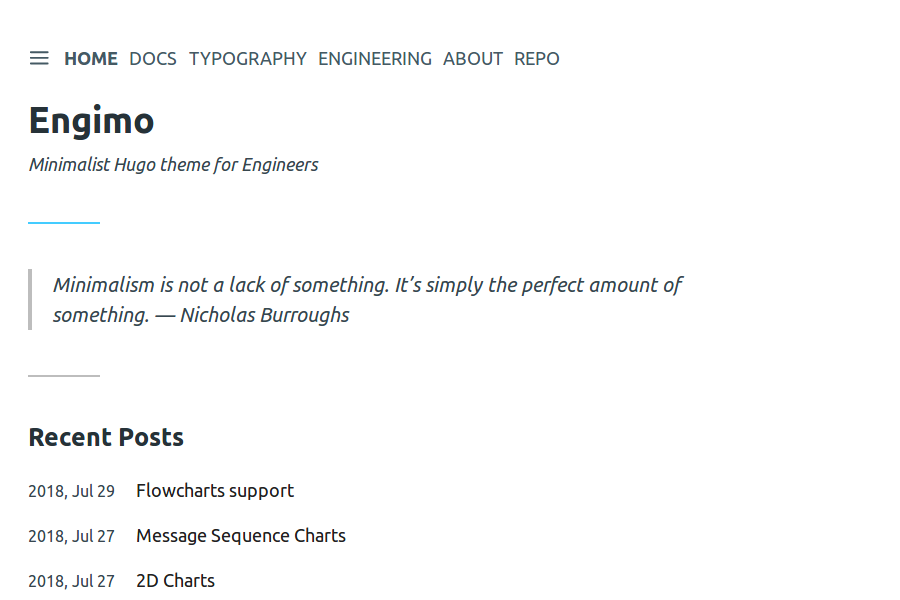 HOME DOCS TYPOGRAPHY ENGINEERING ABOUT REPO
Engimo
Minimalist Hugo theme for Engineers
Minimalism is not a lack of something. It’s simply the perfect amount of
something. — Nicholas Burroughs
Recent Posts
2018, Jul 29 Flowcharts support
2018, Jul 27 Message Sequence Charts
2018, Jul 27 2D Charts